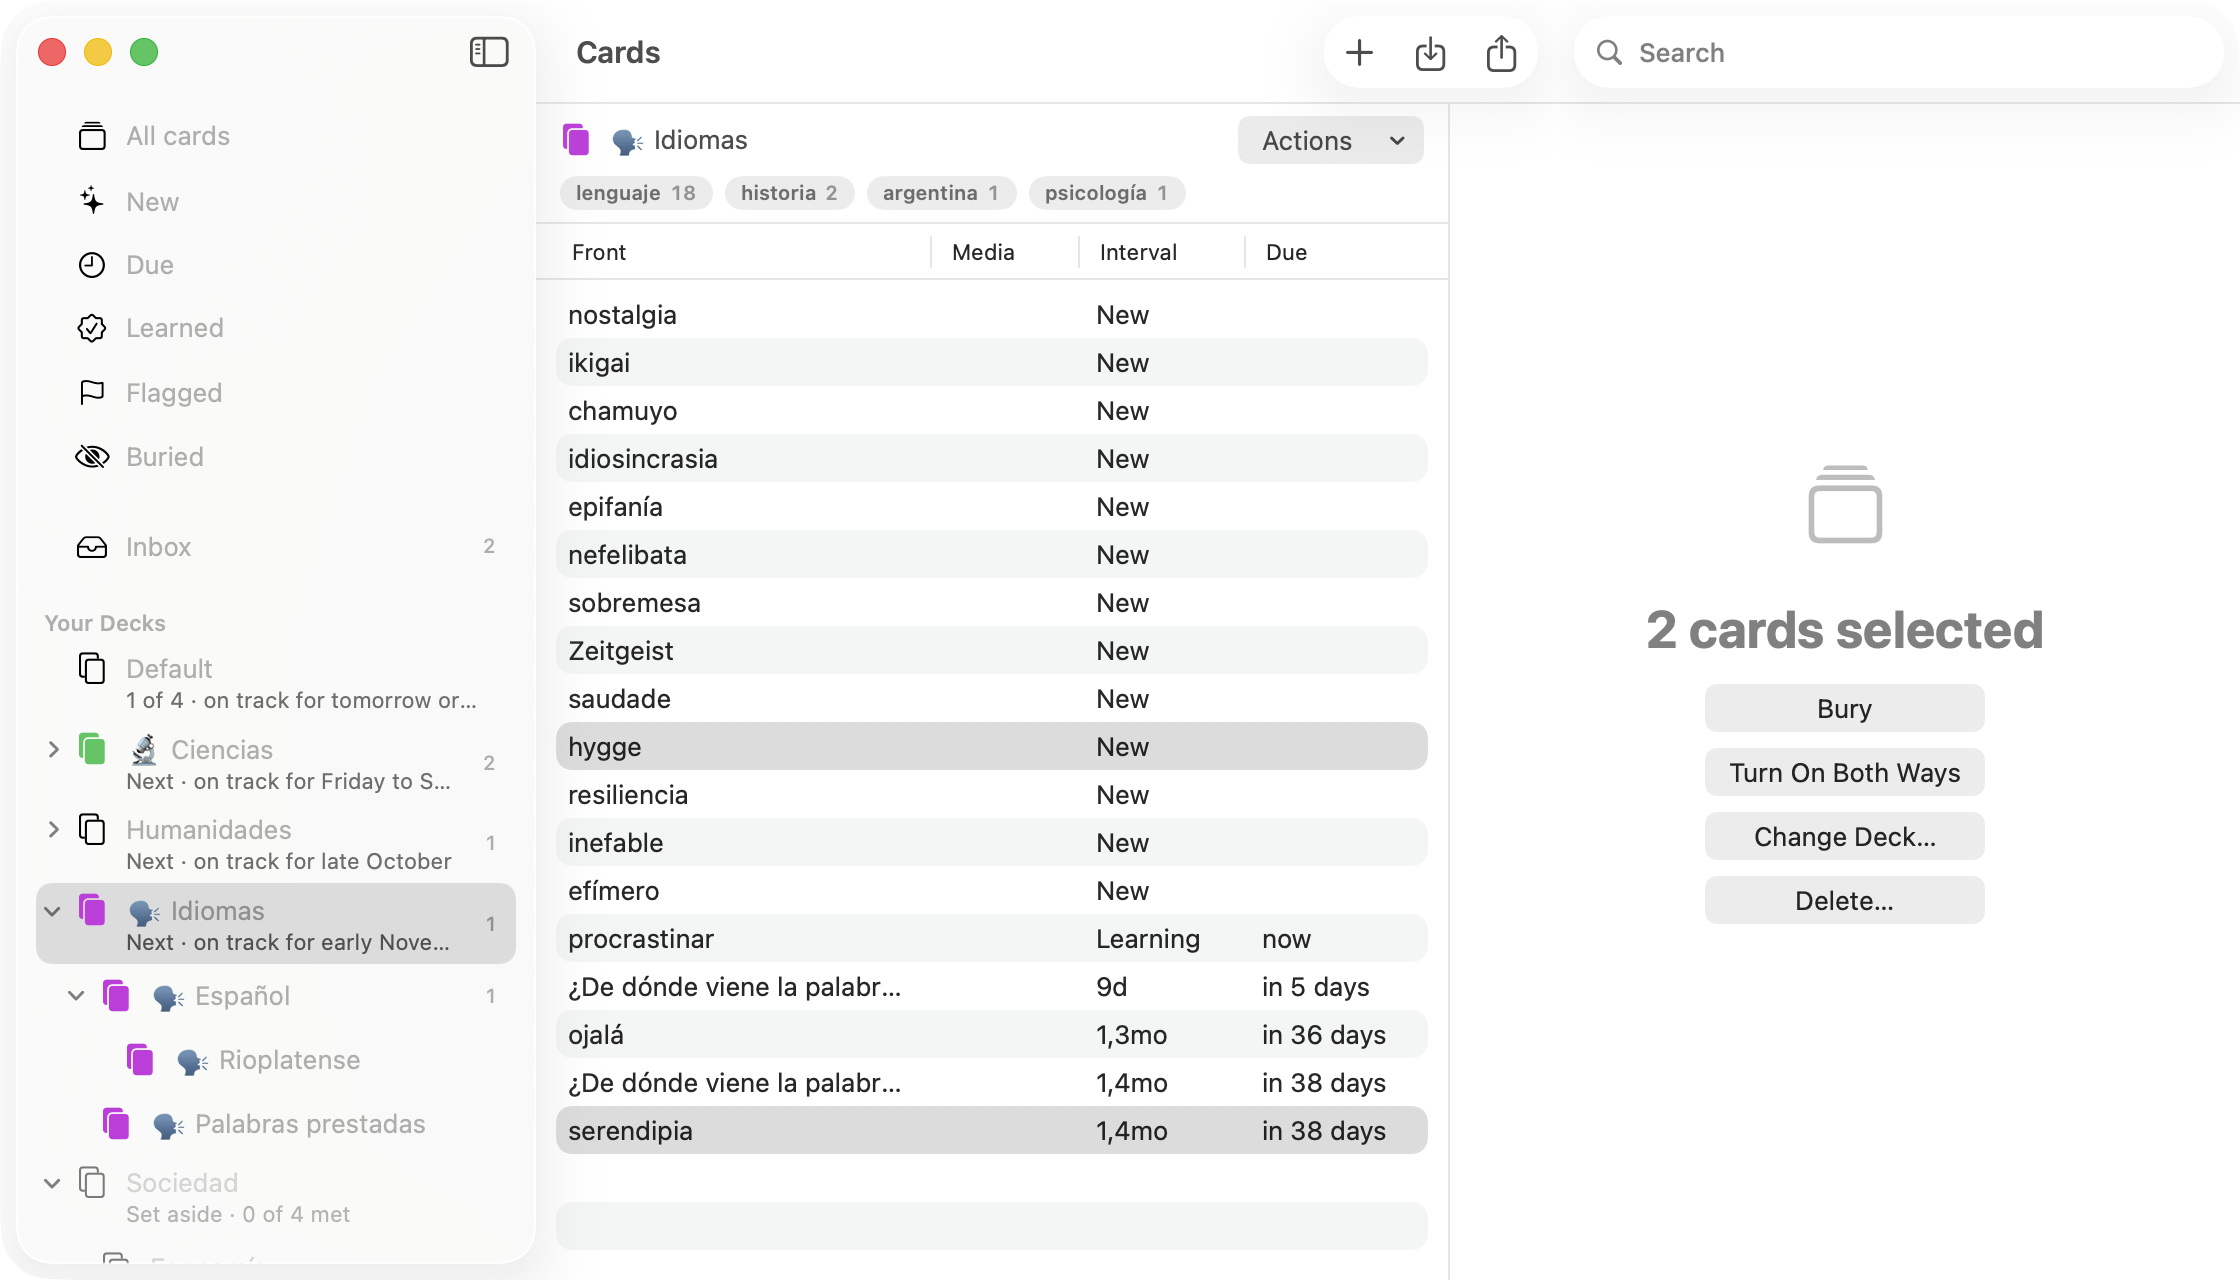 Cards
Search
All cards
New
Due
Learned
Flagged
Buried
Inbox 2
Your Decks
Default
1 of 4 · on track for tomorrow or...
Ciencias 2
Next · on track for Friday to S...
Humanidades 1
Next · on track for late October
Idiomas 1
Next · on track for early Nove...
Español 1
Rioplatense
Palabras prestadas
Sociedad
Set aside · 0 of 4 met
Idiomas
Actions
lenguaje 18 historia 2 argentina 1 psicología 1
Front Media Interval Due
nostalgia New
ikigai New
chamuyo New
idiosincrasia New
epifanía New
nefelibata New
sobremesa New
Zeitgeist New
saudade New
hygge New
resiliencia New
inefable New
efímero New
procrastinar Learning now
¿De dónde viene la palabr... 9d in 5 days
ojalá 1,3mo in 36 days
¿De dónde viene la palabr... 1,4mo in 38 days
serendipia 1,4mo in 38 days
2 cards selected
Bury
Turn On Both Ways
Change Deck...
Delete...